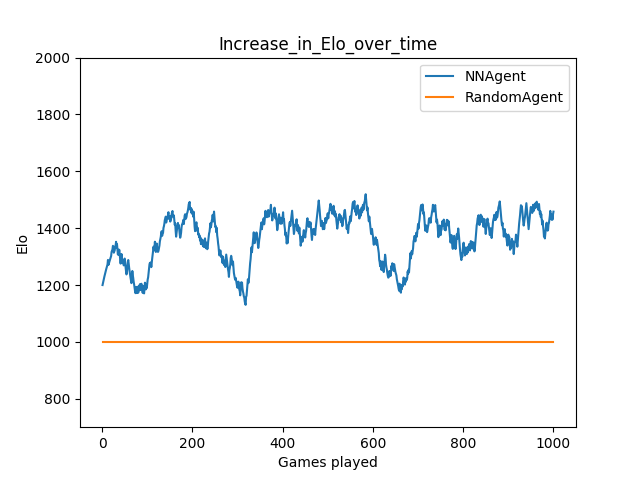 Increase_in_Elo_over_time
NNAgent
RandomAgent
Elo
2000
1800
1600
1400
1200
1000
800
0 200 400 600 800 1000
Games played